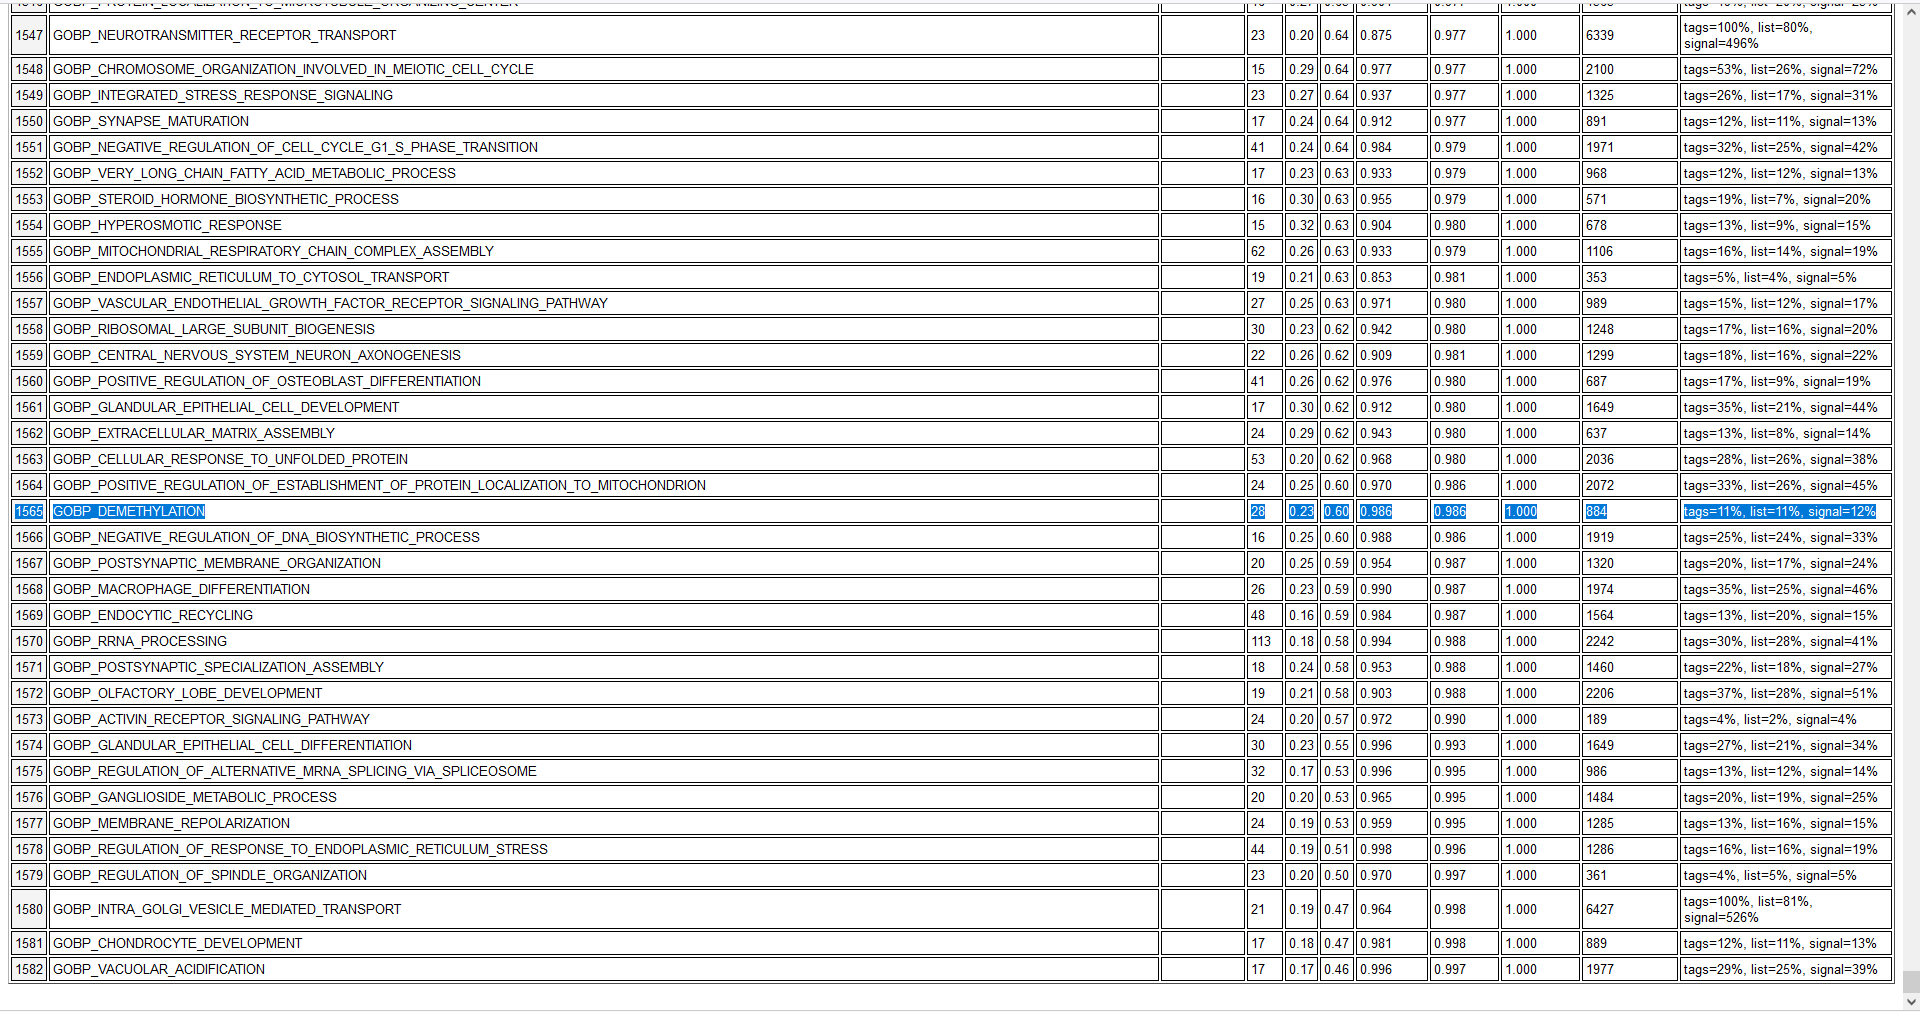 1547 GOBP_NEUROTRANSMITTER_RECEPTOR_TRANSPORT 23 0.20 0.64 0.875 0.977 1.000 6339 tags=100%, list=80%, signal=496%
1548 GOBP_CHROMOSOME_ORGANIZATION_INVOLVED_IN_MEIOTIC_CELL_CYCLE 15 0.29 0.64 0.977 0.977 1.000 2100 tags=53%, list=26%, signal=72%
1549 GOBP_INTEGRATED_STRESS_RESPONSE_SIGNALING 23 0.27 0.64 0.937 0.977 1.000 1325 tags=26%, list=17%, signal=31%
1550 GOBP_SYNAPSE_MATURATION 17 0.24 0.64 0.912 0.977 1.000 891 tags=12%, list=11%, signal=13%
1551 GOBP_NEGATIVE_REGULATION_OF_CELL_CYCLE_G1_S_PHASE_TRANSITION 41 0.24 0.64 0.984 0.979 1.000 1971 tags=32%, list=25%, signal=42%
1552 GOBP_VERY_LONG_CHAIN_FATTY_ACID_METABOLIC_PROCESS 17 0.23 0.63 0.933 0.979 1.000 968 tags=12%, list=12%, signal=13%
1553 GOBP_STEROID_HORMONE_BIOSYNTHETIC_PROCESS 16 0.30 0.63 0.955 0.979 1.000 571 tags=19%, list=7%, signal=20%
1554 GOBP_HYPEROSMOTIC_RESPONSE 15 0.32 0.63 0.904 0.980 1.000 678 tags=13%, list=9%, signal=15%
1555 GOBP_MITOCHONDRIAL_RESPIRATORY_CHAIN_COMPLEX_ASSEMBLY 62 0.26 0.63 0.933 0.979 1.000 1106 tags=16%, list=14%, signal=19%
1556 GOBP_ENDOPLASMIC_RETICULUM_TO_CYTOSOL_TRANSPORT 19 0.21 0.63 0.853 0.981 1.000 353 tags=5%, list=4%, signal=5%
1557 GOBP_VASCULAR_ENDOTHELIAL_GROWTH_FACTOR_RECEPTOR_SIGNALING_PATHWAY 27 0.25 0.63 0.971 0.980 1.000 989 tags=15%, list=12%, signal=17%
1558 GOBP_RIBOSOMAL_LARGE_SUBUNIT_BIOGENESIS 30 0.23 0.62 0.942 0.980 1.000 1248 tags=17%, list=16%, signal=20%
1559 GOBP_CENTRAL_NERVOUS_SYSTEM_NEURON_AXONOGENESIS 22 0.26 0.62 0.909 0.981 1.000 1299 tags=18%, list=16%, signal=22%
1560 GOBP_POSITIVE_REGULATION_OF_OSTEOBLAST_DIFFERENTIATION 41 0.26 0.62 0.976 0.980 1.000 687 tags=17%, list=9%, signal=19%
1561 GOBP_GLANDULAR_EPITHELIAL_CELL_DEVELOPMENT 17 0.30 0.62 0.912 0.980 1.000 1649 tags=35%, list=21%, signal=44%
1562 GOBP_EXTRACELLULAR_MATRIX_ASSEMBLY 24 0.29 0.62 0.943 0.980 1.000 637 tags=13%, list=8%, signal=14%
1563 GOBP_CELLULAR_RESPONSE_TO_UNFOLDED_PROTEIN 53 0.20 0.62 0.968 0.980 1.000 2036 tags=28%, list=26%, signal=38%
1564 GOBP_POSITIVE_REGULATION_OF_ESTABLISHMENT_OF_PROTEIN_LOCALIZATION_TO_MITOCHONDRION 24 0.25 0.60 0.970 0.986 1.000 2072 tags=33%, list=26%, signal=45%
1565 GOBP_DEMETHYLATION 28 0.23 0.60 0.986 0.986 1.000 884 tags=11%, list=11%, signal=12%
1566 GOBP_NEGATIVE_REGULATION_OF_DNA_BIOSYNTHETIC_PROCESS 16 0.25 0.60 0.988 0.986 1.000 1919 tags=25%, list=24%, signal=33%
1567 GOBP_POSTSYNAPTIC_MEMBRANE_ORGANIZATION 20 0.25 0.59 0.954 0.987 1.000 1320 tags=20%, list=17%, signal=24%
1568 GOBP_MACROPHAGE_DIFFERENTIATION 26 0.23 0.59 0.990 0.987 1.000 1974 tags=35%, list=25%, signal=46%
1569 GOBP_ENDOCYTIC_RECYCLING 48 0.16 0.59 0.984 0.987 1.000 1564 tags=13%, list=20%, signal=15%
1570 GOBP_RRNA_PROCESSING 113 0.18 0.58 0.994 0.988 1.000 2242 tags=30%, list=28%, signal=41%
1571 GOBP_POSTSYNAPTIC_SPECIALIZATION_ASSEMBLY 18 0.24 0.58 0.953 0.988 1.000 1460 tags=22%, list=18%, signal=27%
1572 GOBP_OLFACTORY_LOBE_DEVELOPMENT 19 0.21 0.58 0.903 0.988 1.000 2206 tags=37%, list=28%, signal=51%
1573 GOBP_ACTIVIN_RECEPTOR_SIGNALING_PATHWAY 24 0.20 0.57 0.972 0.990 1.000 189 tags=4%, list=2%, signal=4%
1574 GOBP_GLANDULAR_EPITHELIAL_CELL_DIFFERENTIATION 30 0.23 0.55 0.996 0.993 1.000 1649 tags=27%, list=21%, signal=34%
1575 GOBP_REGULATION_OF_ALTERNATIVE_MRNA_SPLICING_VIA_SPLICEOSOME 32 0.17 0.53 0.996 0.995 1.000 986 tags=13%, list=12%, signal=14%
1576 GOBP_GANGLIOSIDE_METABOLIC_PROCESS 20 0.20 0.53 0.965 0.995 1.000 1484 tags=20%, list=19%, signal=25%
1577 GOBP_MEMBRANE_REPOLARIZATION 24 0.19 0.53 0.959 0.995 1.000 1285 tags=13%, list=16%, signal=15%
1578 GOBP_REGULATION_OF_RESPONSE_TO_ENDOPLASMIC_RETICULUM_STRESS 44 0.19 0.51 0.998 0.996 1.000 1286 tags=16%, list=16%, signal=19%
1579 GOBP_REGULATION_OF_SPINDLE_ORGANIZATION 23 0.20 0.50 0.970 0.997 1.000 361 tags=4%, list=5%, signal=5%
1580 GOBP_INTRA_GOLGI_VESICLE_MEDIATED_TRANSPORT 21 0.19 0.47 0.964 0.998 1.000 6427 tags=100%, list=81%, signal=526%
1581 GOBP_CHONDROCYTE_DEVELOPMENT 17 0.18 0.47 0.981 0.998 1.000 889 tags=12%, list=11%, signal=13%
1582 GOBP_VACUOLAR_ACIDIFICATION 17 0.17 0.46 0.996 0.997 1.000 1977 tags=29%, list=25%, signal=39%